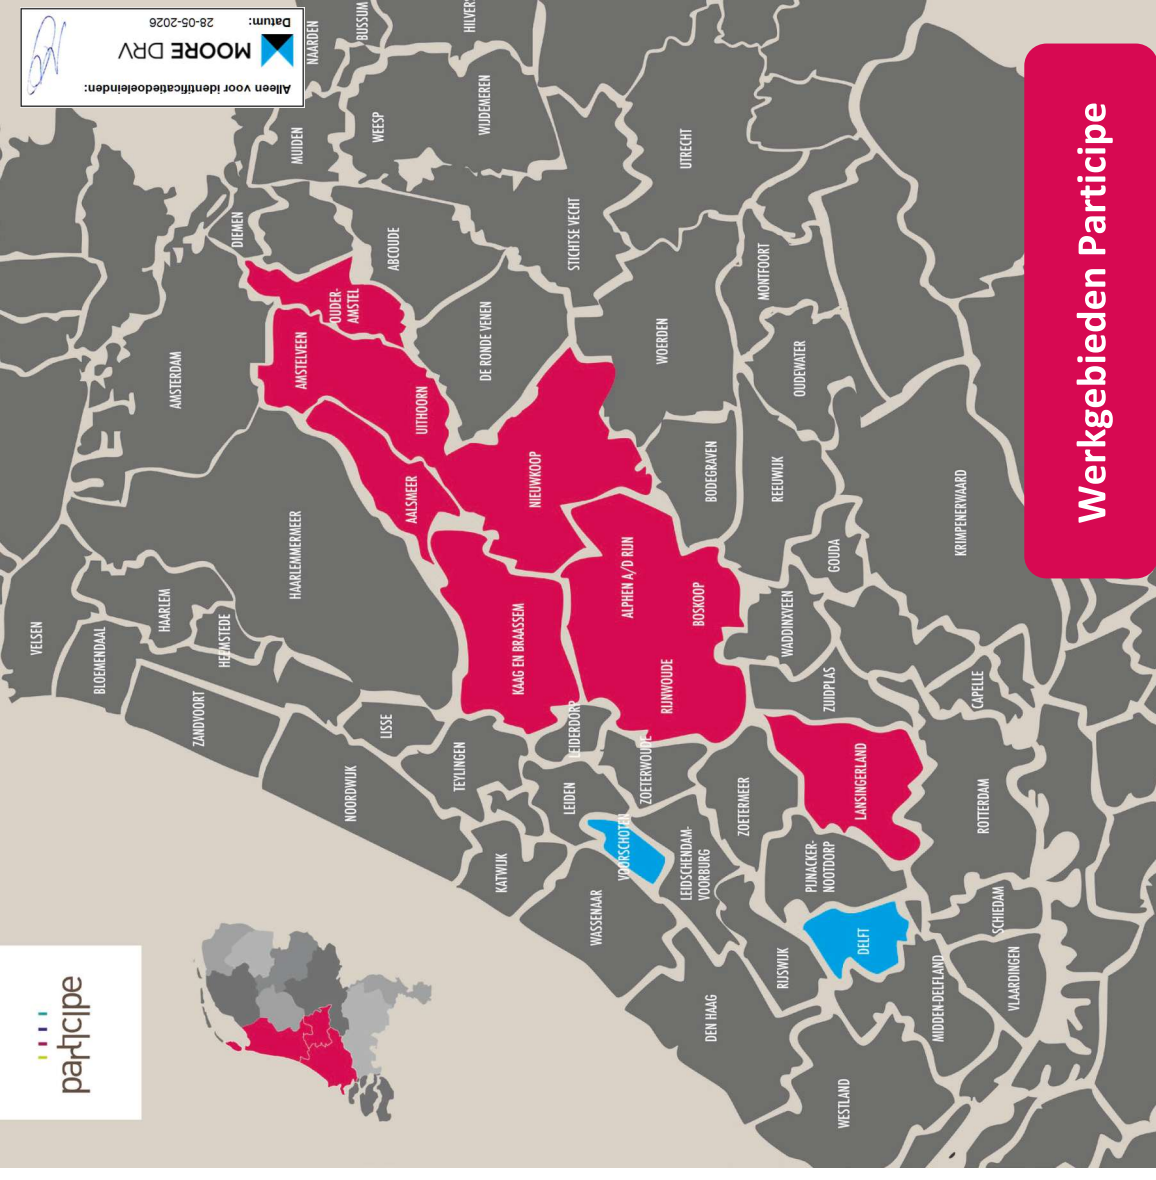 Alleen voor identificatiedoeleinden:
MOORE DRV
Datum: 28-05-2026
participe
Werkgebieden Participe
NAARDEN
BUSSUM
HILVER
MUIDEN
WEESP
WIJDEMEREN
UTRECHT
DIEMEN
ABCOUDE
STICHTSE VECHT
MONTFOORT
OUDER-
AMSTEL
AMSTELVEEN
DE RONDE VENEN
WOERDEN
OUDEWATER
AMSTERDAM
UITHOORN
NIEUWKOOP
BODEGRAVEN
REEUWIJK
AALSMEER
KRIMPENERWAARD
HAARLEMMERMEER
ALPHEN A/D RIJN
GOUDA
BOSKOOP
WADDINXVEEN
VELSEN
BLOEMENDAAL
HAARLEM
HEEMSTEDE
KAAG EN BRAASSEM
RIJNWOUDE
ZUIDPLAS
CAPELLE
ZANDVOORT
LISSE
LEIDERDORP
NOORDWIJK
TEYLINGEN
LEIDEN
ZOETERWOUDE
ZOETERMEER
LANSINGERLAND
ROTTERDAM
KATWIJK
VOORSCHOTEN
LEIDSCHENDAM-
VOORBURG
PIJNACKER-
NOOTDORP
WASSENAAR
SCHIEDAM
DELFT
RIJSWIJK
DEN HAAG
MIDDEN-DELFLAND
VLAARDINGEN
WESTLAND